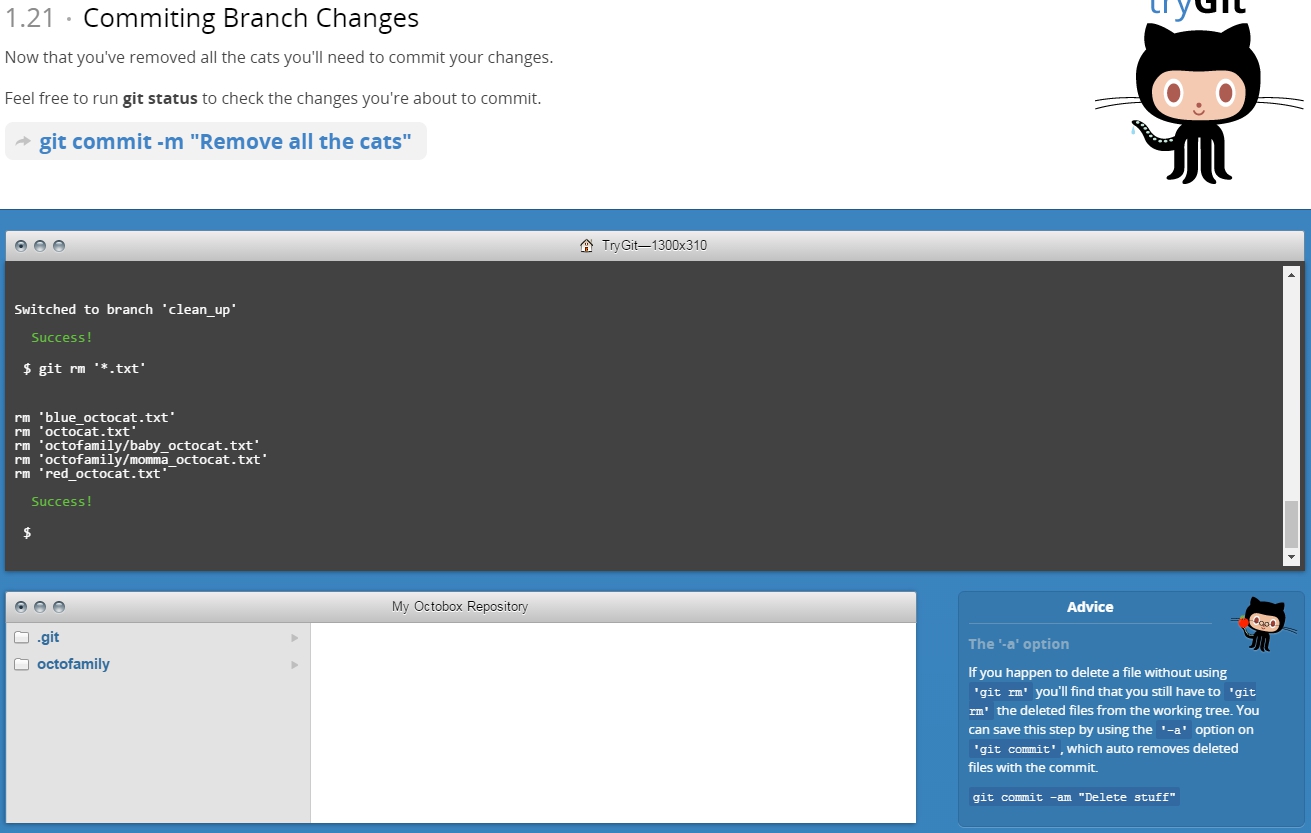 tryGit
1.21 · Commiting Branch Changes
Now that you've removed all the cats you'll need to commit your changes.
Feel free to run git status to check the changes you're about to commit.
git commit -m "Remove all the cats"
TryGit—1300x310
Switched to branch 'clean_up'
Success!
$ git rm '*.txt'
rm 'blue_octocat.txt'
rm 'octocat.txt'
rm 'octofamily/baby_octocat.txt'
rm 'octofamily/momma_octocat.txt'
rm 'red_octocat.txt'
Success!
$
My Octobox Repository
.git
octofamily
Advice
The '-a' option
If you happen to delete a file without using
'git rm' you'll find that you still have to 'git
rm' the deleted files from the working tree. You
can save this step by using the '-a' option on
'git commit', which auto removes deleted
files with the commit.
git commit -am "Delete stuff"